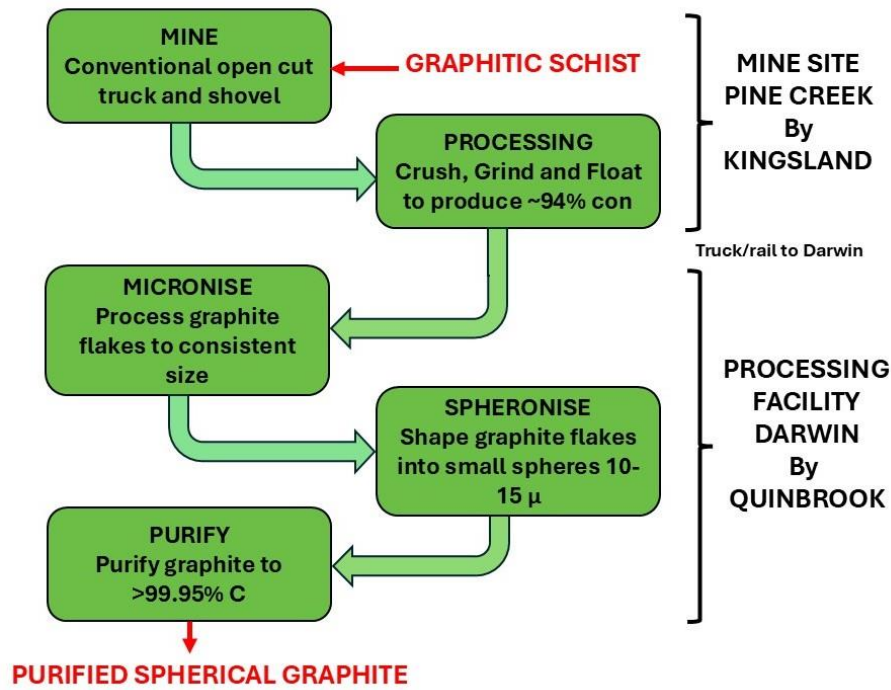 MINE
Conventional open cut
truck and shovel
GRAPHITIC SCHIST
MINE SITE
PINE CREEK
By
KINGSLAND
PROCESSING
Crush, Grind and Float
to produce ~94% con
Truck/rail to Darwin
MICRONISE
Process graphite
flakes to consistent
size
PROCESSING
FACILITY
DARWIN
By
QUINBROOK
SPHERONISE
Shape graphite flakes
into small spheres 10-
15 µ
PURIFY
Purify graphite to
>99.95% C
PURIFIED SPHERICAL GRAPHITE